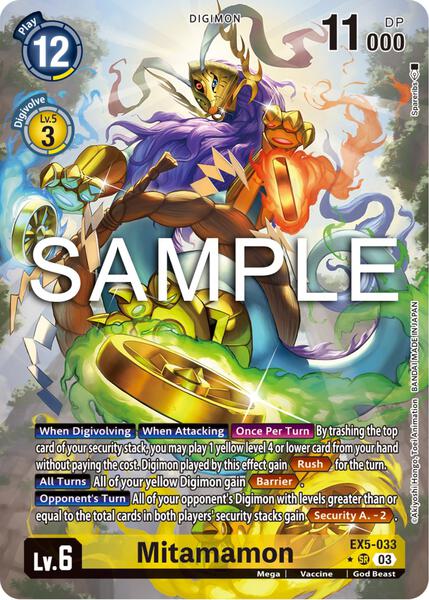 DIGIMON
Play
12
11000
DP
Digivolve
Lv.5
3
Spareribs
SAMPLE
When Digivolving When Attacking Once Per Turn By trashing the top
card of your security stack, you may play 1 yellow level 4 or lower card from your hand
without paying the cost. Digimon played by this effect gain Rush for the turn.
All Turns All of your yellow Digimon gain Barrier.
Opponent's Turn All of your opponent's Digimon with levels greater than or
equal to the total cards in both players' security stacks gain Security A. -2.
©Akiyoshi Hongo, Toei Animation BANDAI MADE IN JAPAN
Lv.6
Mitamamon
EX5-033
SR 03
Mega | Vaccine | God Beast